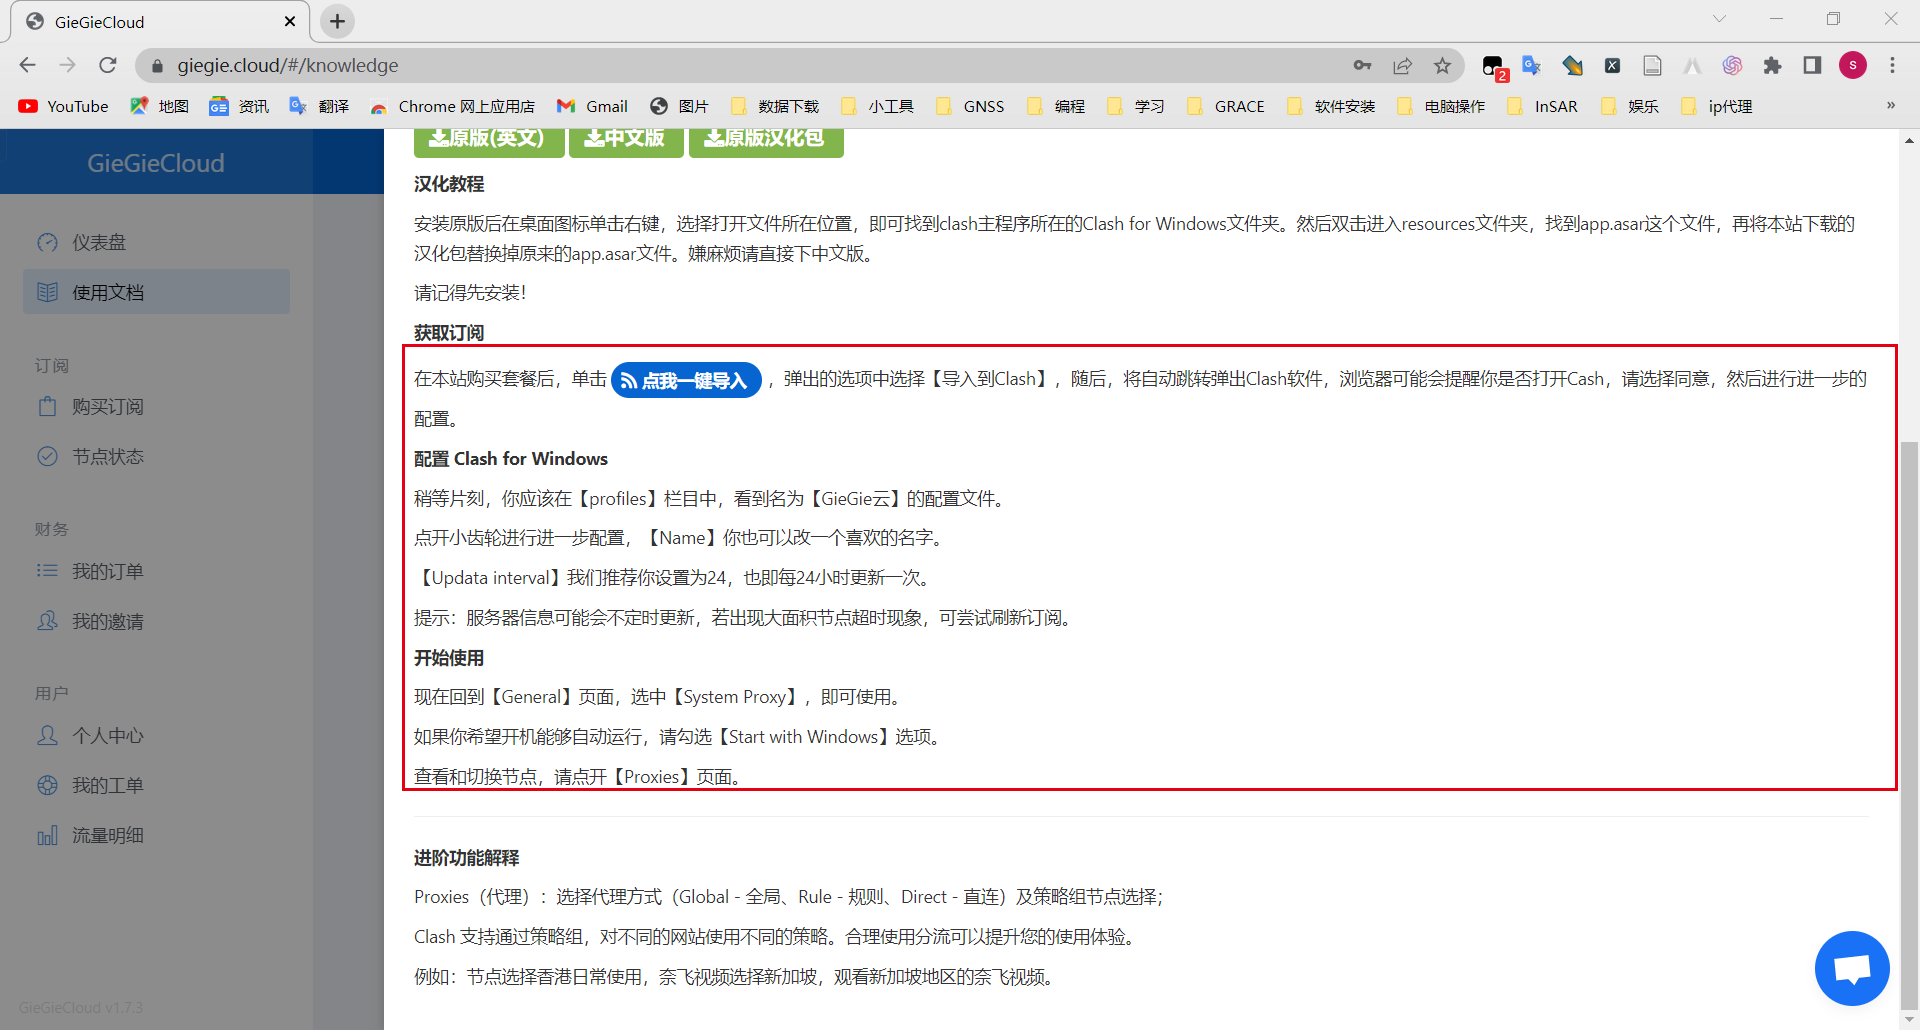 GieGieCloud
giegie.cloud/#/knowledge
2
S
YouTube 地图 资讯 翻译 Chrome 网上应用店 Gmail 图片 数据下载 小工具 GNSS 编程 学习 GRACE 软件安装 电脑操作 InSAR 娱乐 ip代理 »
GieGieCloud
仪表盘
使用文档
订阅
购买订阅
节点状态
财务
我的订单
我的邀请
用户
个人中心
我的工单
流量明细
GieGieCloud v1.7.3
原版(英文) 中文版 原版汉化包
汉化教程
安装原版后在桌面图标单击右键，选择打开文件所在位置，即可找到clash主程序所在的Clash for Windows文件夹。然后双击进入resources文件夹，找到app.asar这个文件，再将本站下载的
汉化包替换掉原来的app.asar文件。嫌麻烦请直接下中文版。
请记得先安装！
获取订阅
在本站购买套餐后，单击 点我一键导入 ，弹出的选项中选择【导入到Clash】，随后，将自动跳转弹出Clash软件，浏览器可能会提醒你是否打开Cash，请选择同意，然后进行进一步的
配置。
配置 Clash for Windows
稍等片刻，你应该在【profiles】栏目中，看到名为【GieGie云】的配置文件。
点开小齿轮进行进一步配置，【Name】你也可以改一个喜欢的名字。
【Updata interval】我们推荐你设置为24，也即每24小时更新一次。
提示：服务器信息可能会不定时更新，若出现大面积节点超时现象，可尝试刷新订阅。
开始使用
现在回到【General】页面，选中【System Proxy】，即可使用。
如果你希望开机能够自动运行，请勾选【Start with Windows】选项。
查看和切换节点，请点开【Proxies】页面。
进阶功能解释
Proxies（代理）：选择代理方式（Global - 全局、Rule - 规则、Direct - 直连）及策略组节点选择；
Clash 支持通过策略组，对不同的网站使用不同的策略。合理使用分流可以提升您的使用体验。
例如：节点选择香港日常使用，奈飞视频选择新加坡，观看新加坡地区的奈飞视频。